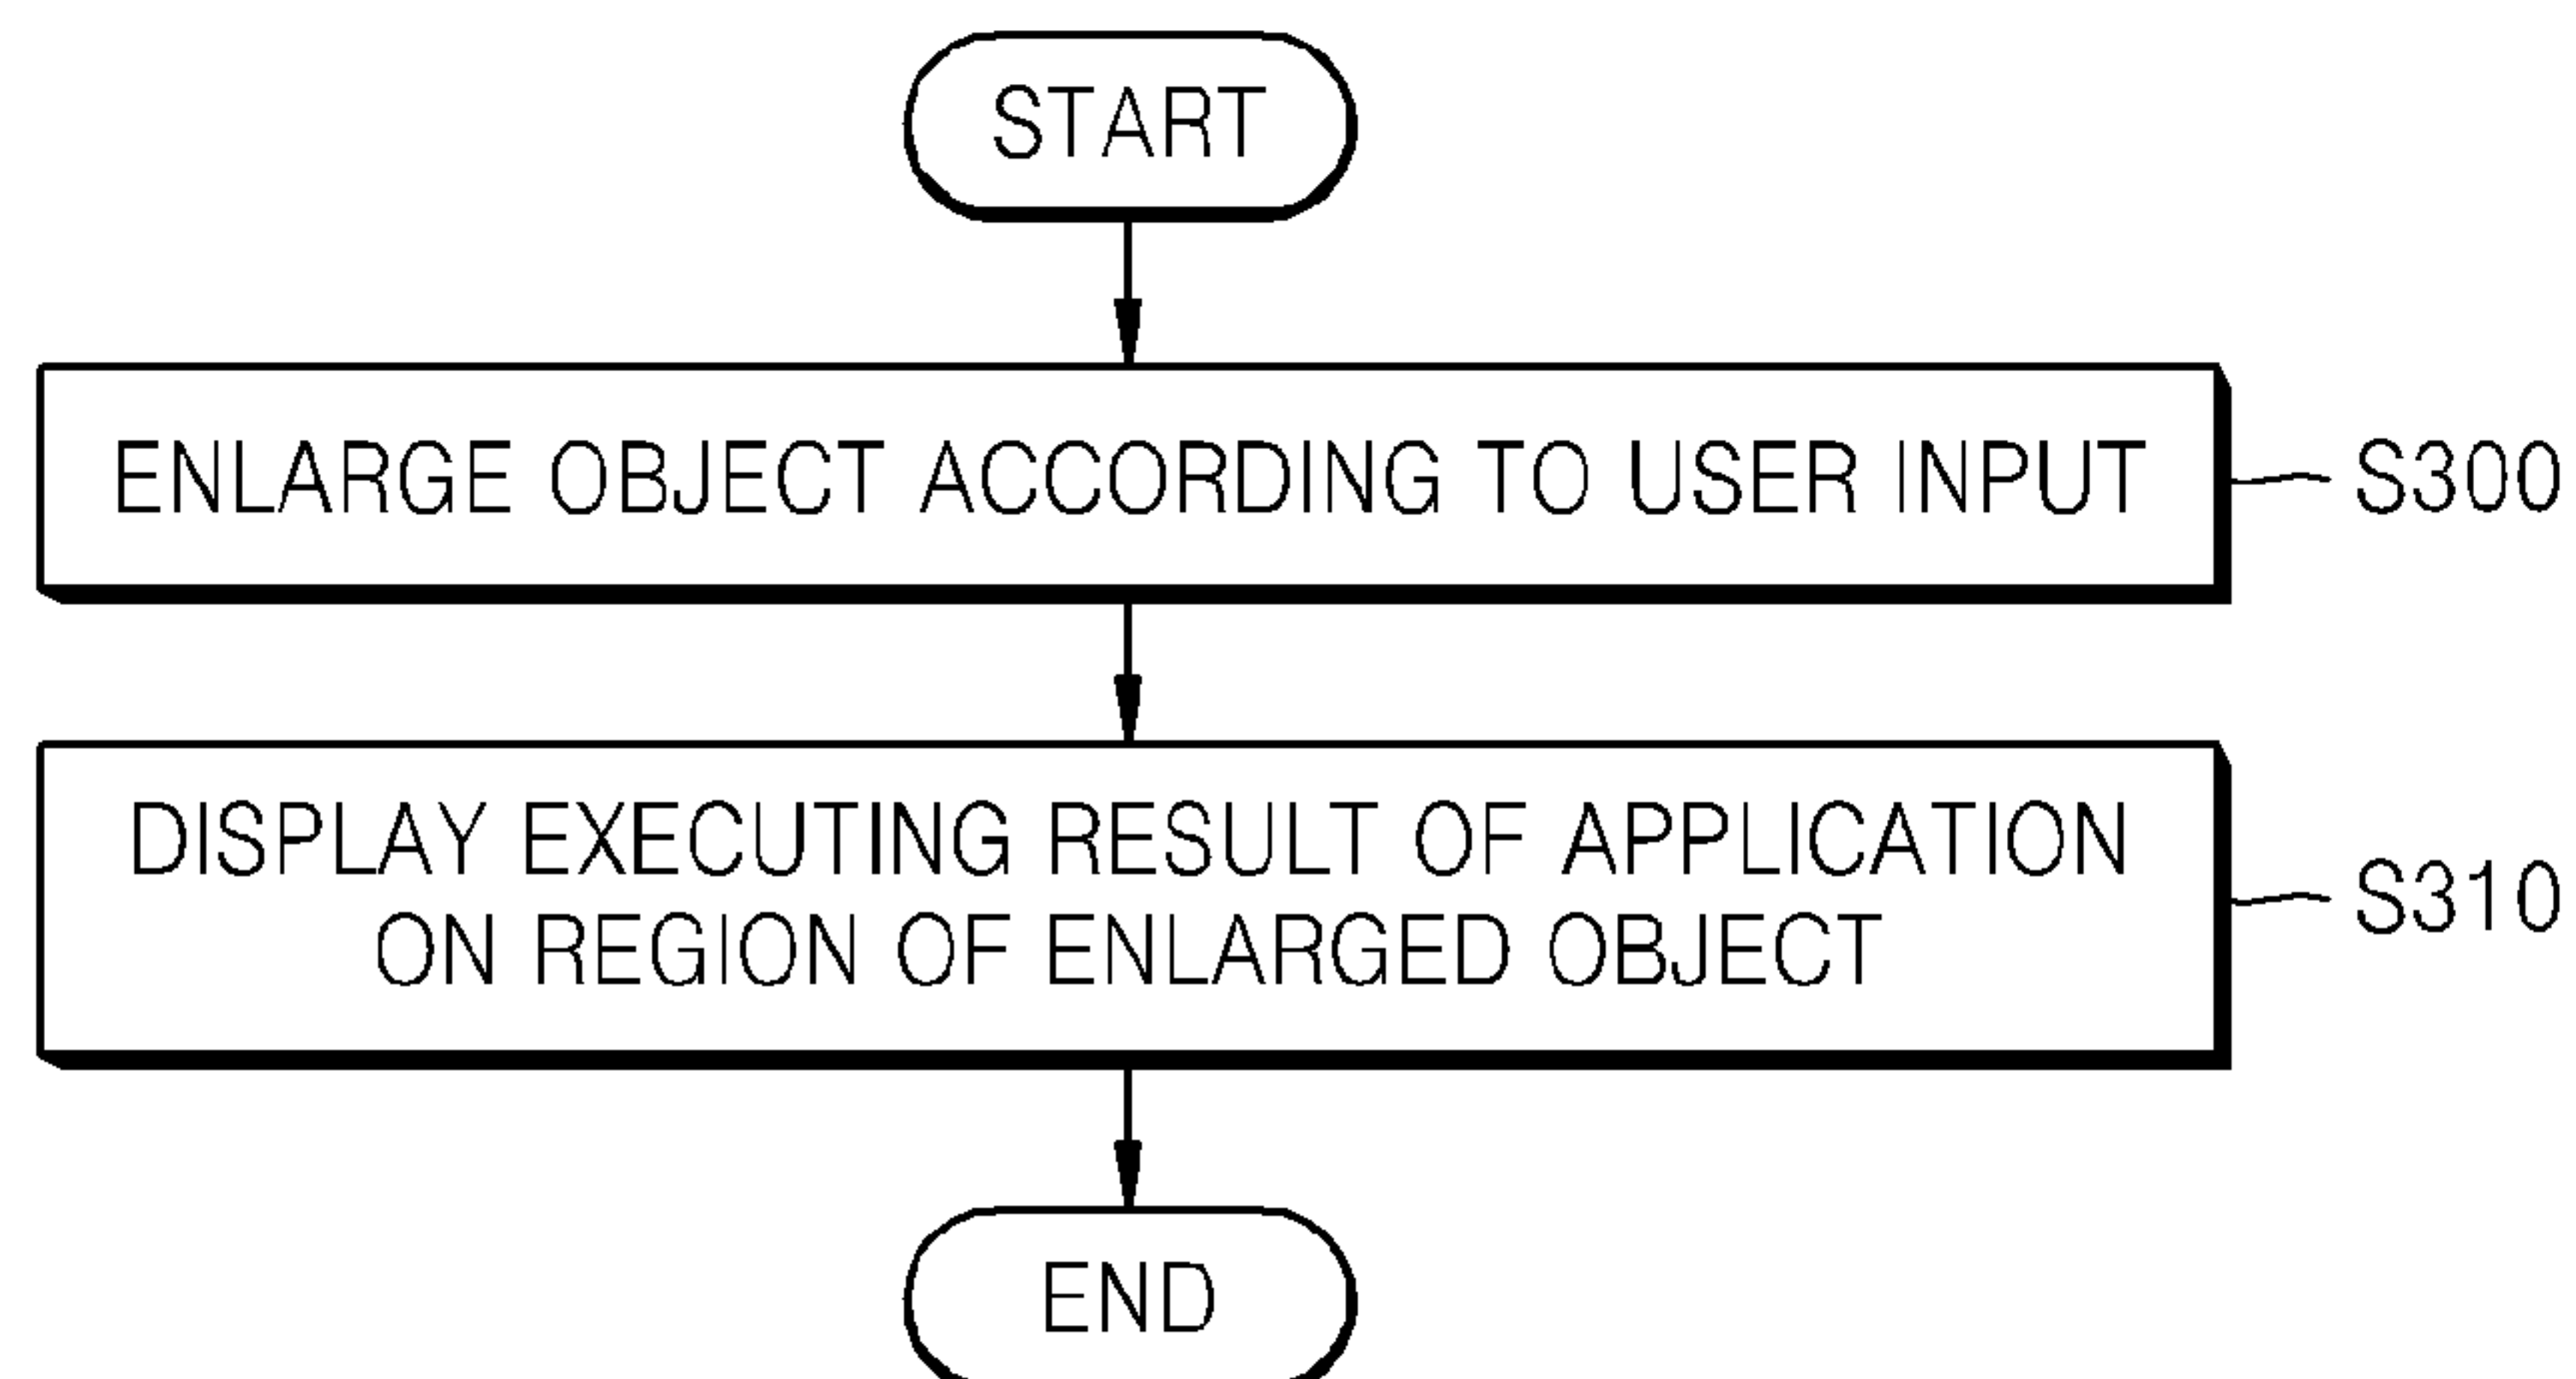 START
ENLARGE OBJECT ACCORDING TO USER INPUT
S300
DISPLAY EXECUTING RESULT OF APPLICATION
ON REGION OF ENLARGED OBJECT
S310
END